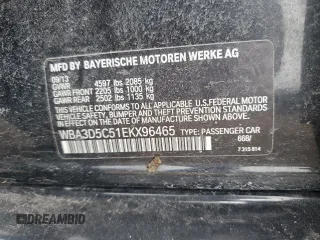 MFD BY BAYERISCHE MOTOREN WERKE AG
09/13
GVWR 4597 lbs 2085 kg
GAWR FRONT 2205 lbs 1000 kg
GAWR REAR 2502 lbs 1135 kg
THIS VEHICLE CONFORMS TO ALL APPLICABLE U.S. FEDERAL MOTOR
VEHICLE SAFETY, BUMPER AND THEFT PREVENTION STANDARDS
IN EFFECT ON THE DATE OF MANUFACTURE SHOWN ABOVE.
WBA3D5C51EKX96465 TYPE: PASSENGER CAR
668/
7 315 814
DREAMBID